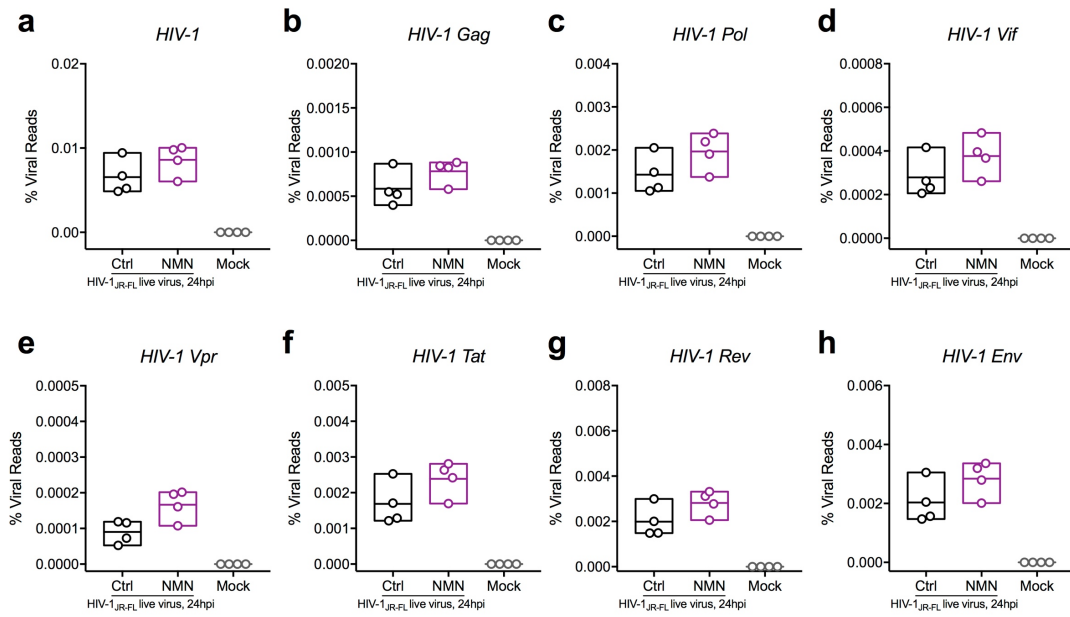 a
HIV-1
% Viral Reads
0.02
0.01
0.00
Ctrl NMN Mock
HIV-1JR-FL live virus, 24hpi
b
HIV-1 Gag
% Viral Reads
0.0020
0.0015
0.0010
0.0005
0.0000
Ctrl NMN Mock
HIV-1JR-FL live virus, 24hpi
c
HIV-1 Pol
% Viral Reads
0.004
0.003
0.002
0.001
0.000
Ctrl NMN Mock
HIV-1JR-FL live virus, 24hpi
d
HIV-1 Vif
% Viral Reads
0.0008
0.0006
0.0004
0.0002
0.0000
Ctrl NMN Mock
HIV-1JR-FL live virus, 24hpi
e
HIV-1 Vpr
% Viral Reads
0.0005
0.0004
0.0003
0.0002
0.0001
0.0000
Ctrl NMN Mock
HIV-1JR-FL live virus, 24hpi
f
HIV-1 Tat
% Viral Reads
0.005
0.004
0.003
0.002
0.001
0.000
Ctrl NMN Mock
HIV-1JR-FL live virus, 24hpi
g
HIV-1 Rev
% Viral Reads
0.008
0.006
0.004
0.002
0.000
Ctrl NMN Mock
HIV-1JR-FL live virus, 24hpi
h
HIV-1 Env
% Viral Reads
0.006
0.004
0.002
0.000
Ctrl NMN Mock
HIV-1JR-FL live virus, 24hpi